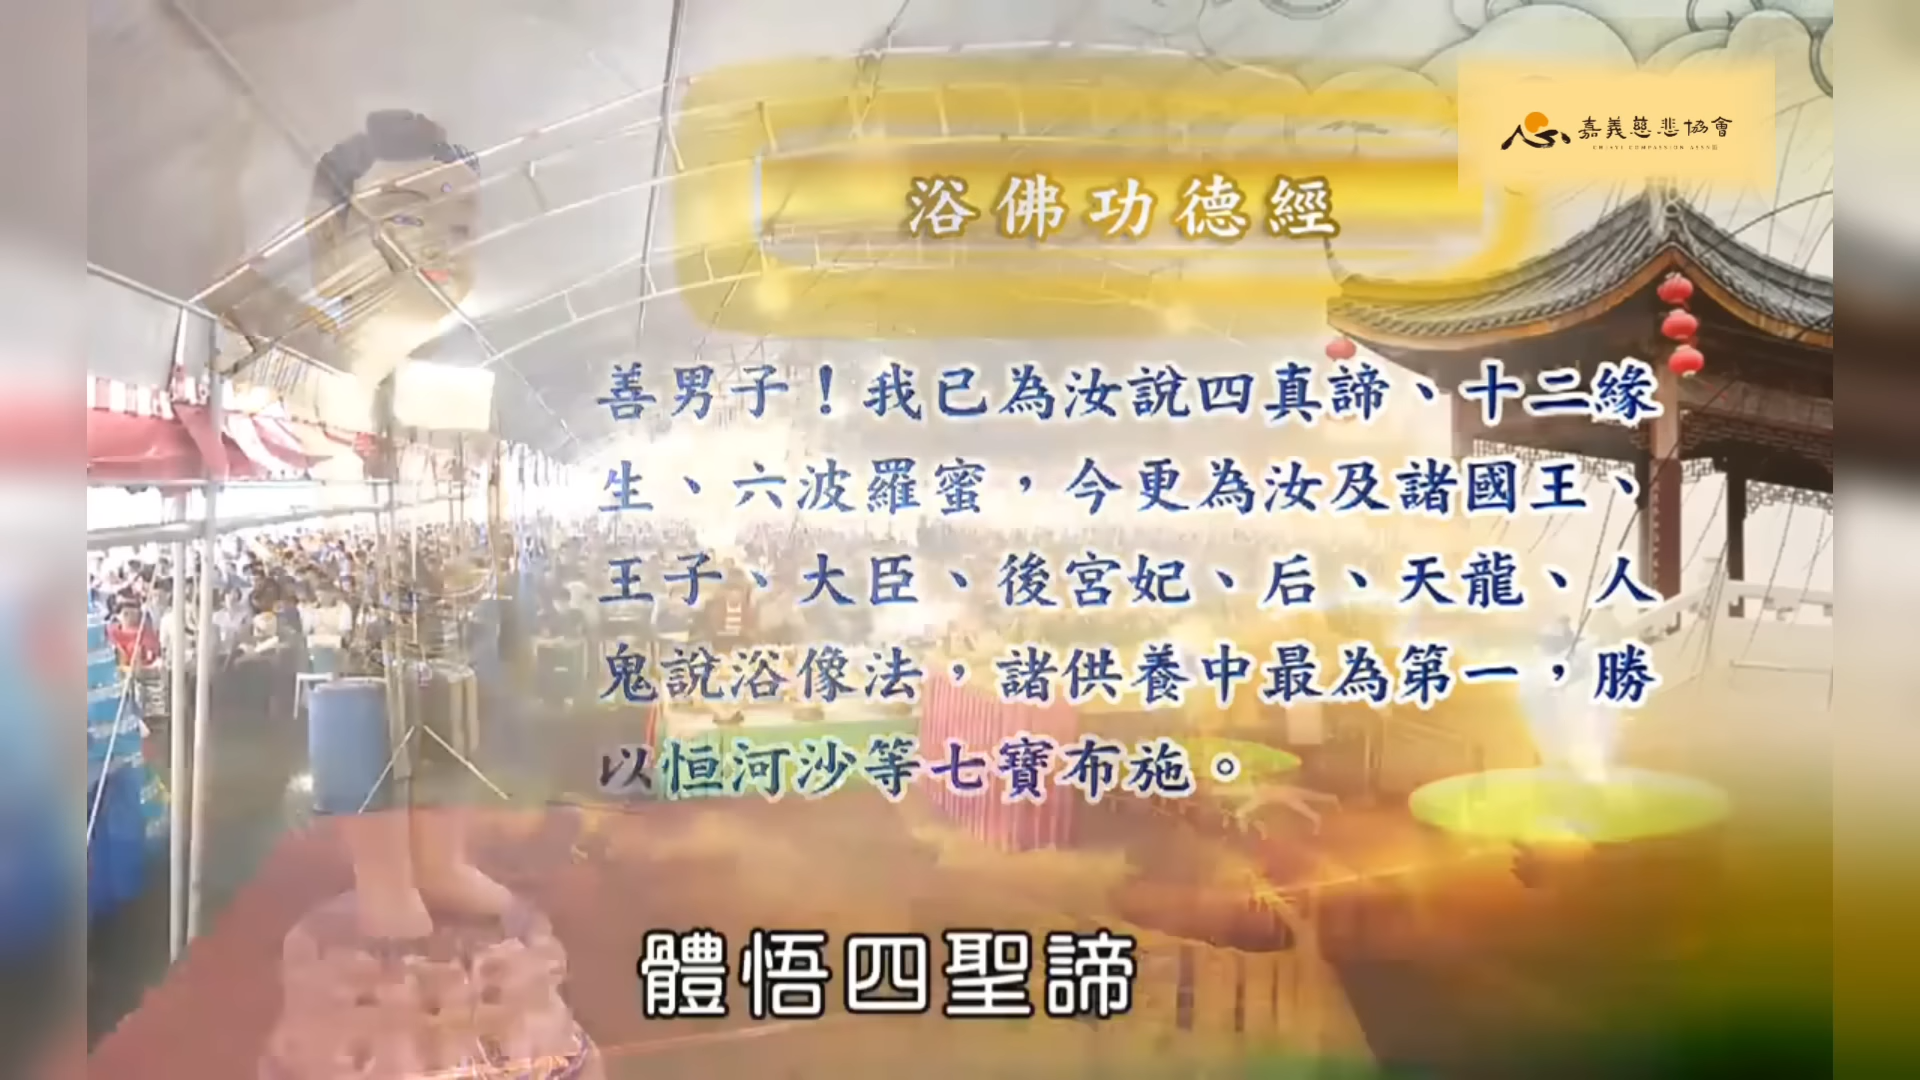 嘉義慈悲協會
浴佛功德經
善男子！我已為汝說四真諦、十二緣
生、六波羅蜜，今更為汝及諸國王、
王子、大臣、後宮妃、后、天龍、人
鬼說浴像法，諸供養中最為第一，勝
以恒河沙等七寶布施。
體悟四聖諦